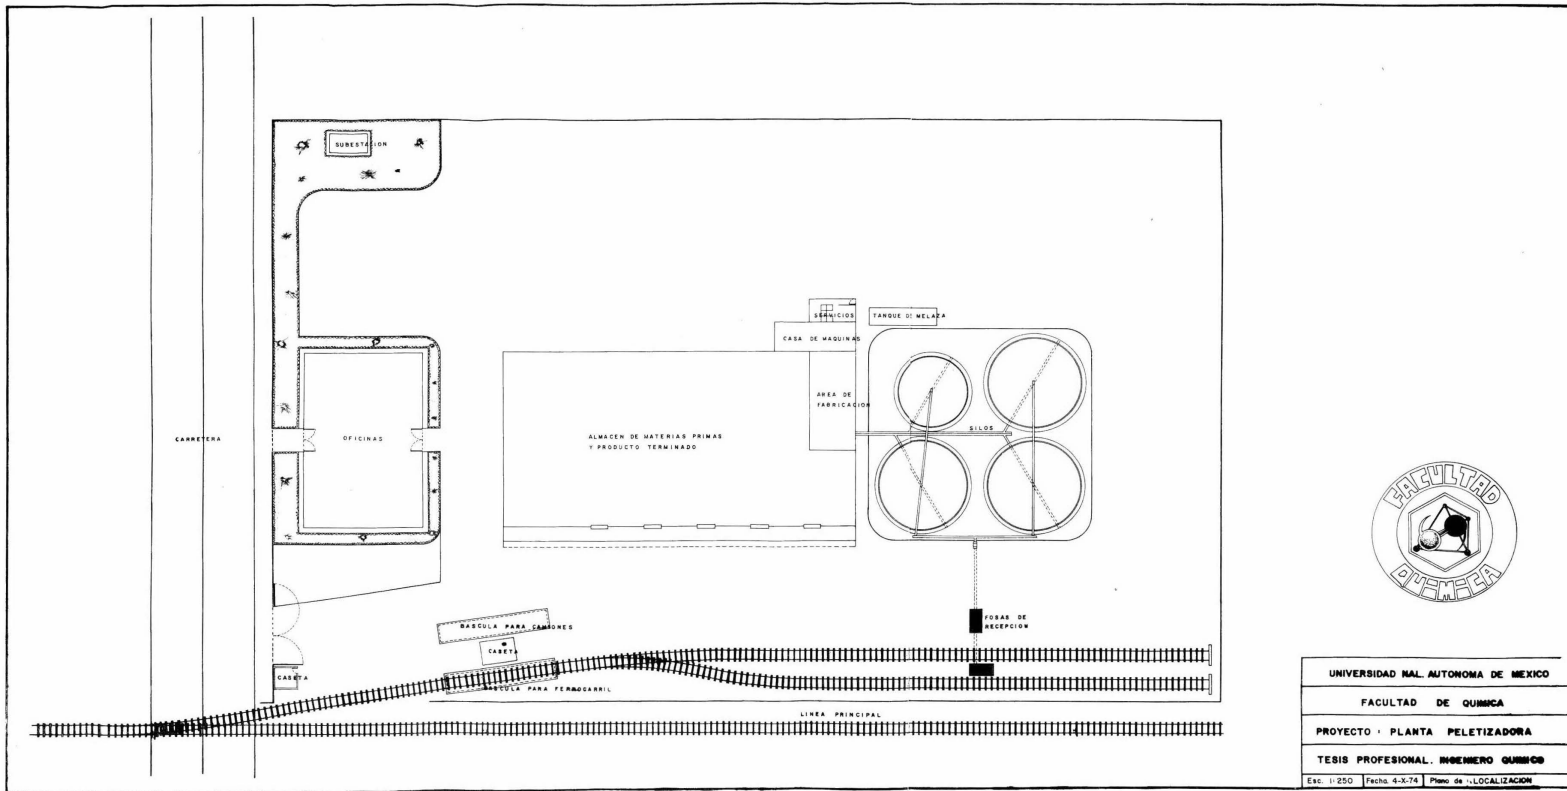 SUBESTACION
SERVICIOS
TANQUE DE MELAZA
CASA DE MAQUINAS
AREA DE
FABRICACION
CARRETERA
OFICINAS
ALMACEN DE MATERIAS PRIMAS
Y PRODUCTO TERMINADO
SILOS
FOSAS DE
RECEPCION
BASCULA PARA CAMIONES
CASETA
CASETA
BASCULA PARA FERROCARRIL
LINEA PRINCIPAL
FACULTAD
QUIMICA
UNIVERSIDAD NAL. AUTONOMA DE MEXICO
FACULTAD DE QUIMICA
PROYECTO : PLANTA PELETIZADORA
TESIS PROFESIONAL. INGENIERO QUIMICO
Esc. 1:250 Fecha. 4-X-74 Plano de : LOCALIZACION